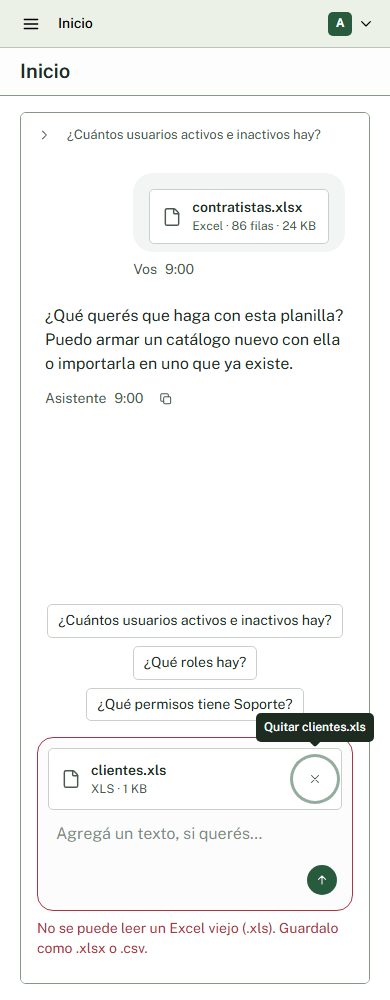 Inicio
A
Inicio
¿Cuántos usuarios activos e inactivos hay?
contratistas.xlsx
Excel · 86 filas · 24 KB
Vos 9:00
¿Qué querés que haga con esta planilla?
Puedo armar un catálogo nuevo con ella
o importarla en uno que ya existe.
Asistente 9:00
¿Cuántos usuarios activos e inactivos hay?
¿Qué roles hay?
¿Qué permisos tiene Soporte?
Quitar clientes.xls
clientes.xls
XLS · 1 KB
Agregá un texto, si querés...
No se puede leer un Excel viejo (.xls). Guardalo
como .xlsx o .csv.